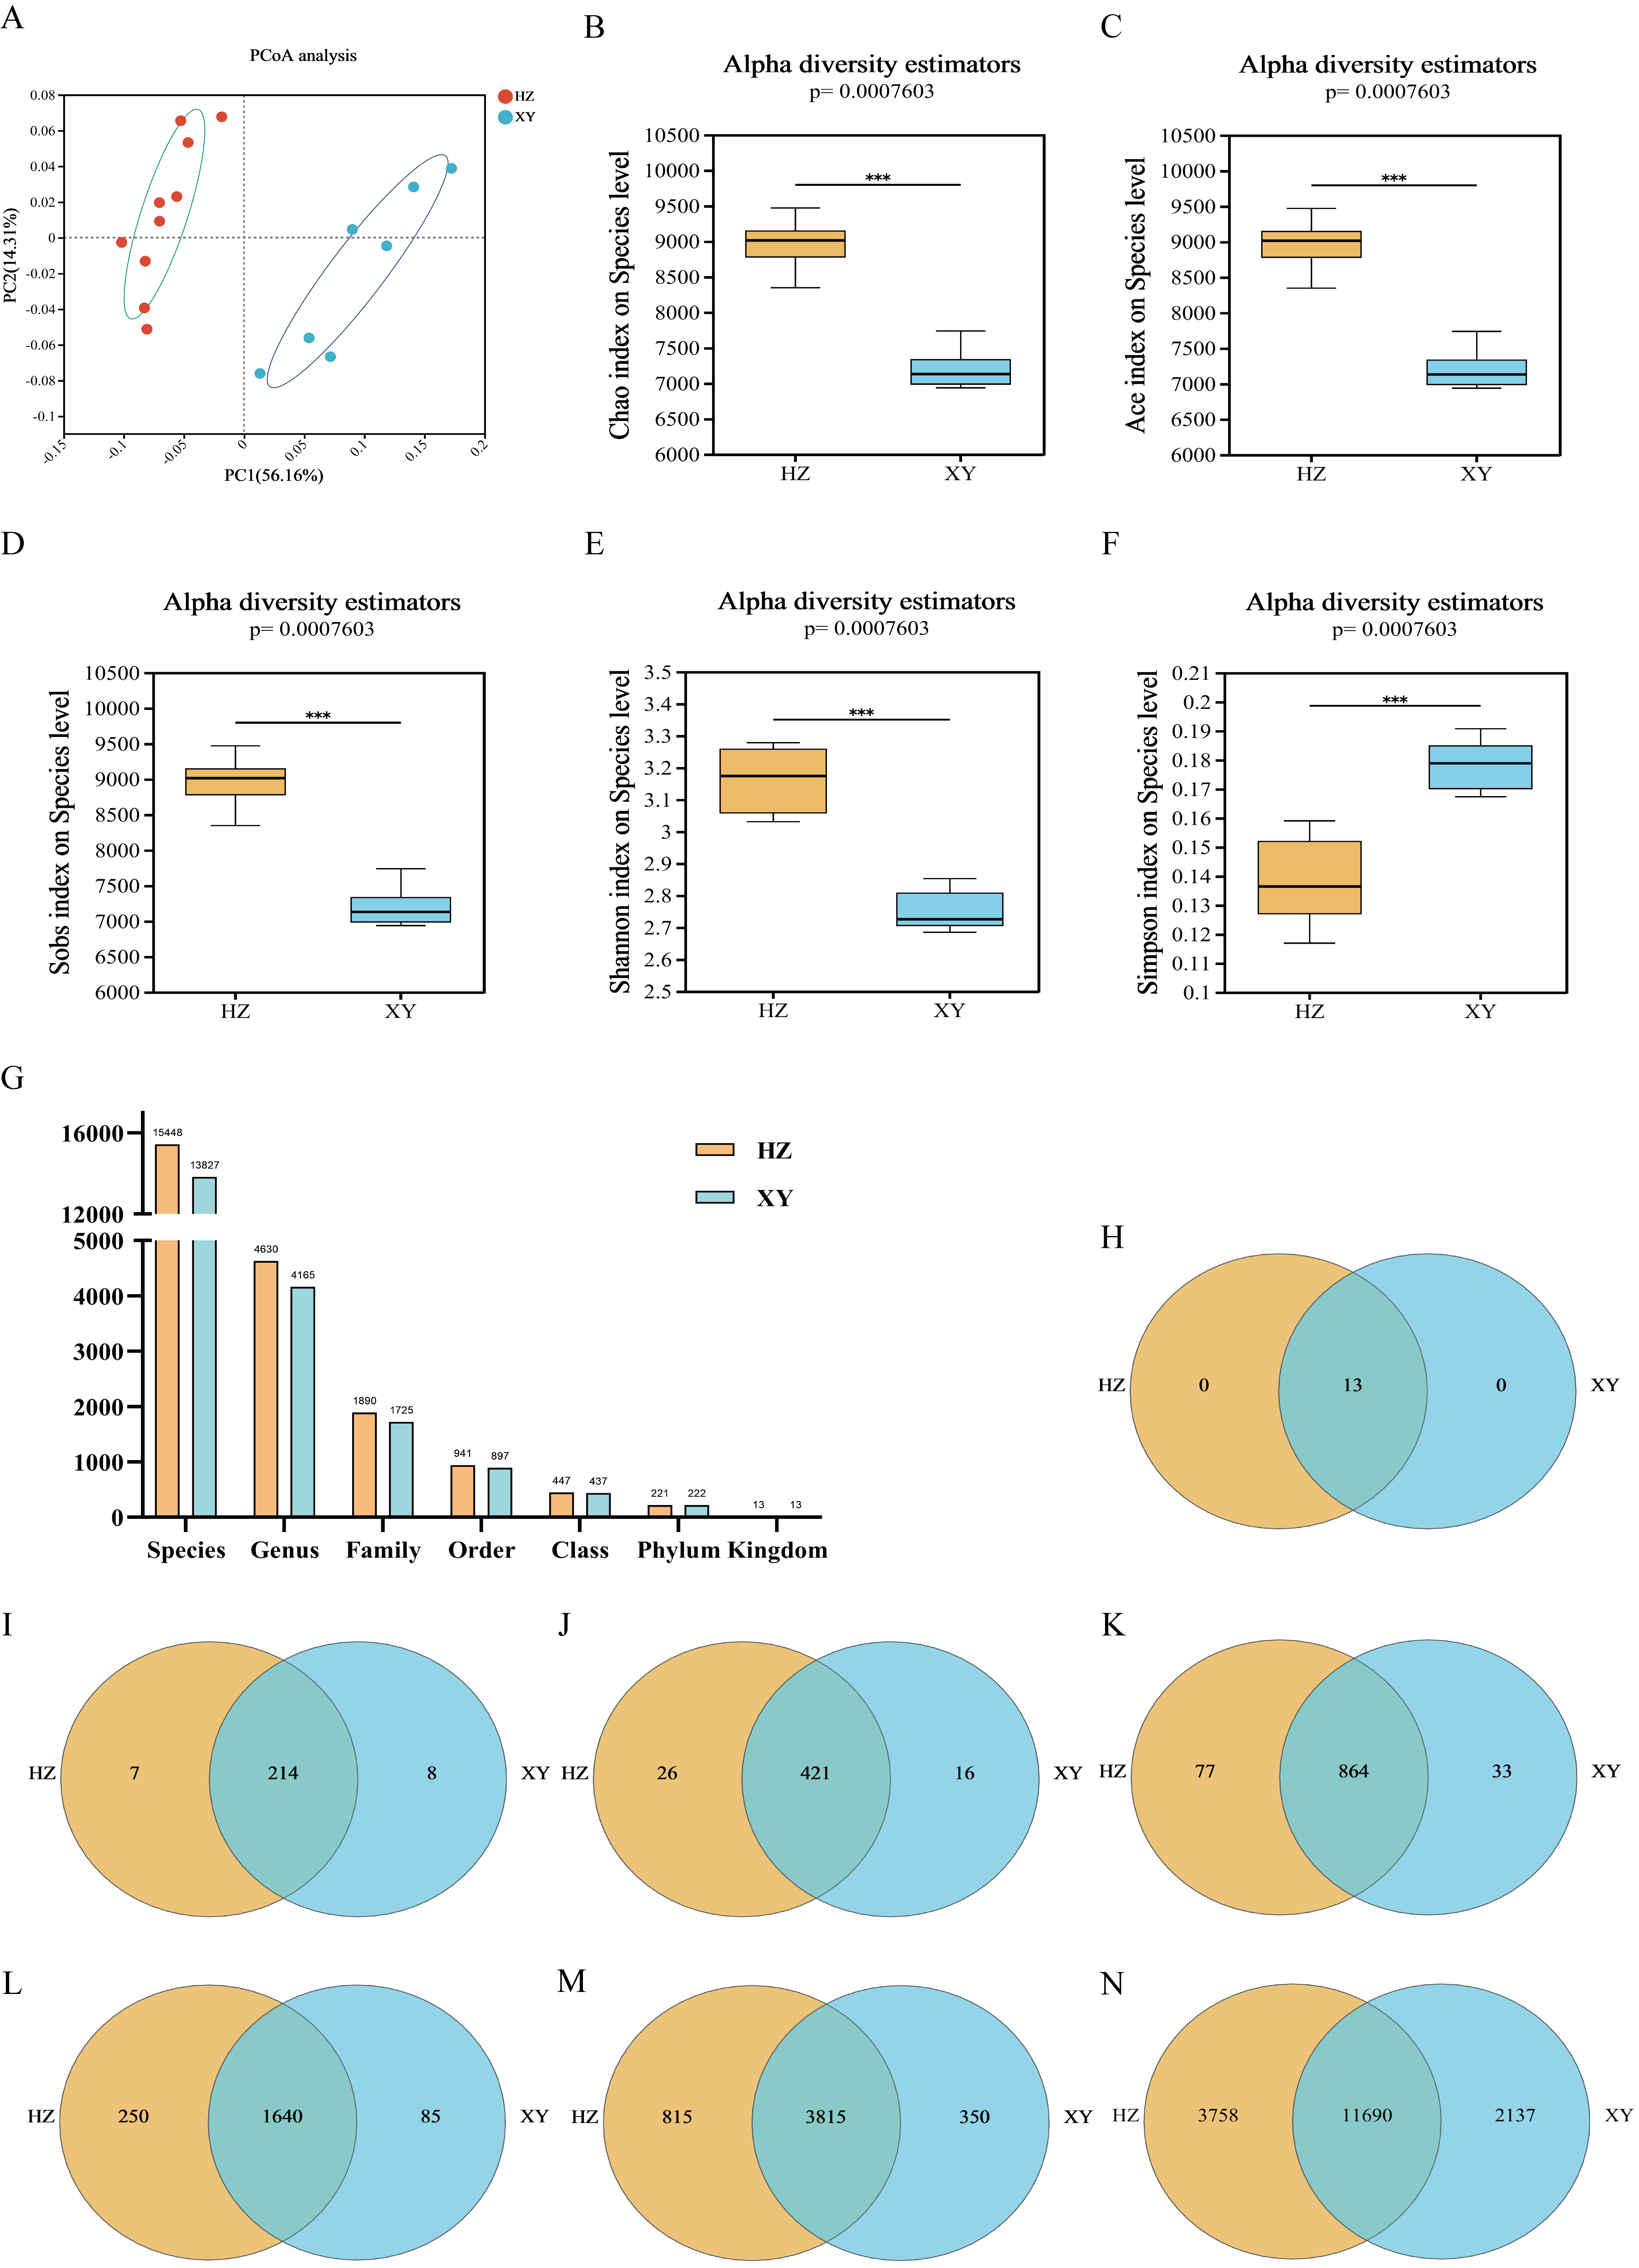 A
PCoA analysis
HZ
XY
0.08
0.06
0.04
0.02
0
-0.02
-0.04
-0.06
-0.08
-0.1
PC2(14.31%)
-0.15
-0.1
-0.05
0
0.05
0.1
0.15
0.2
PC1(56.16%)
B
Alpha diversity estimators
p= 0.0007603
Chao index on Species level
10500
10000
9500
9000
8500
8000
7500
7000
6500
6000
***
HZ
XY
C
Alpha diversity estimators
p= 0.0007603
Ace index on Species level
10500
10000
9500
9000
8500
8000
7500
7000
6500
6000
***
HZ
XY
D
Alpha diversity estimators
p= 0.0007603
Sobs index on Species level
10500
10000
9500
9000
8500
8000
7500
7000
6500
6000
***
HZ
XY
E
Alpha diversity estimators
p= 0.0007603
Shannon index on Species level
3.5
3.4
3.3
3.2
3.1
3
2.9
2.8
2.7
2.6
2.5
***
HZ
XY
F
Alpha diversity estimators
p= 0.0007603
Simpson index on Species level
0.21
0.2
0.19
0.18
0.17
0.16
0.15
0.14
0.13
0.12
0.11
0.1
***
HZ
XY
G
16000
12000
5000
4000
3000
2000
1000
0
15448
13827
4630
4165
1890
1725
941
897
447
437
221
222
13
13
Species
Genus
Family
Order
Class
Phylum
Kingdom
HZ
XY
H
HZ
0
13
0
XY
I
HZ
7
214
8
XY
J
HZ
26
421
16
XY
K
HZ
77
864
33
XY
L
HZ
250
1640
85
XY
M
HZ
815
3815
350
XY
N
HZ
3758
11690
2137
XY